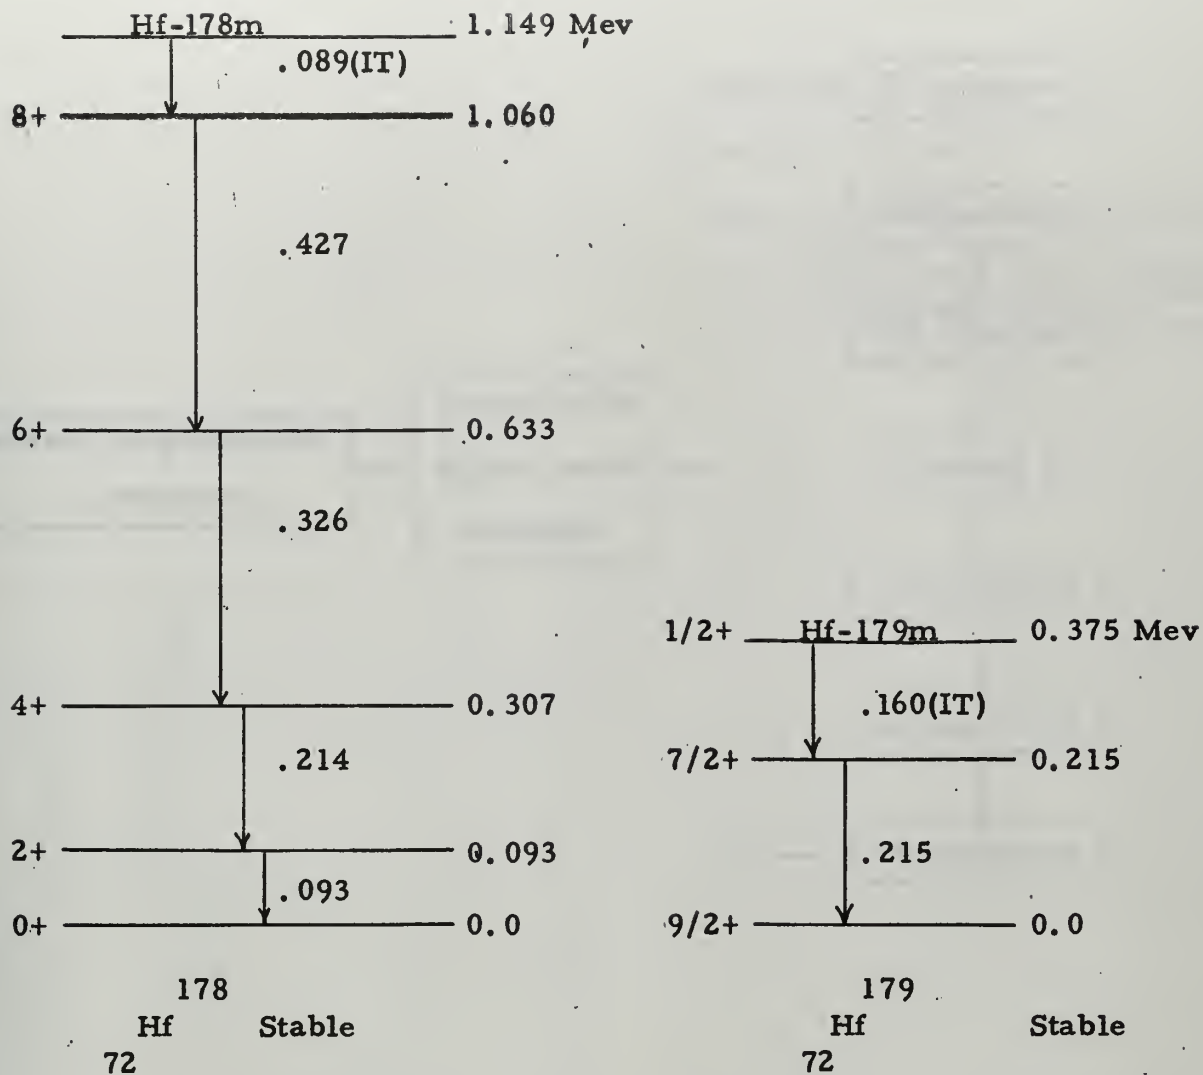 Hf-178m 1.149 Mev
.089(IT)
8+ 1.060
.427
6+ 0.633
.326
1/2+ Hf-179m 0.375 Mev
4+ 0.307
.160(IT)
.214
7/2+ 0.215
2+ 0.093
.215
.093
0+ 0.0
9/2+ 0.0
178
Hf Stable
72
179
Hf Stable
72